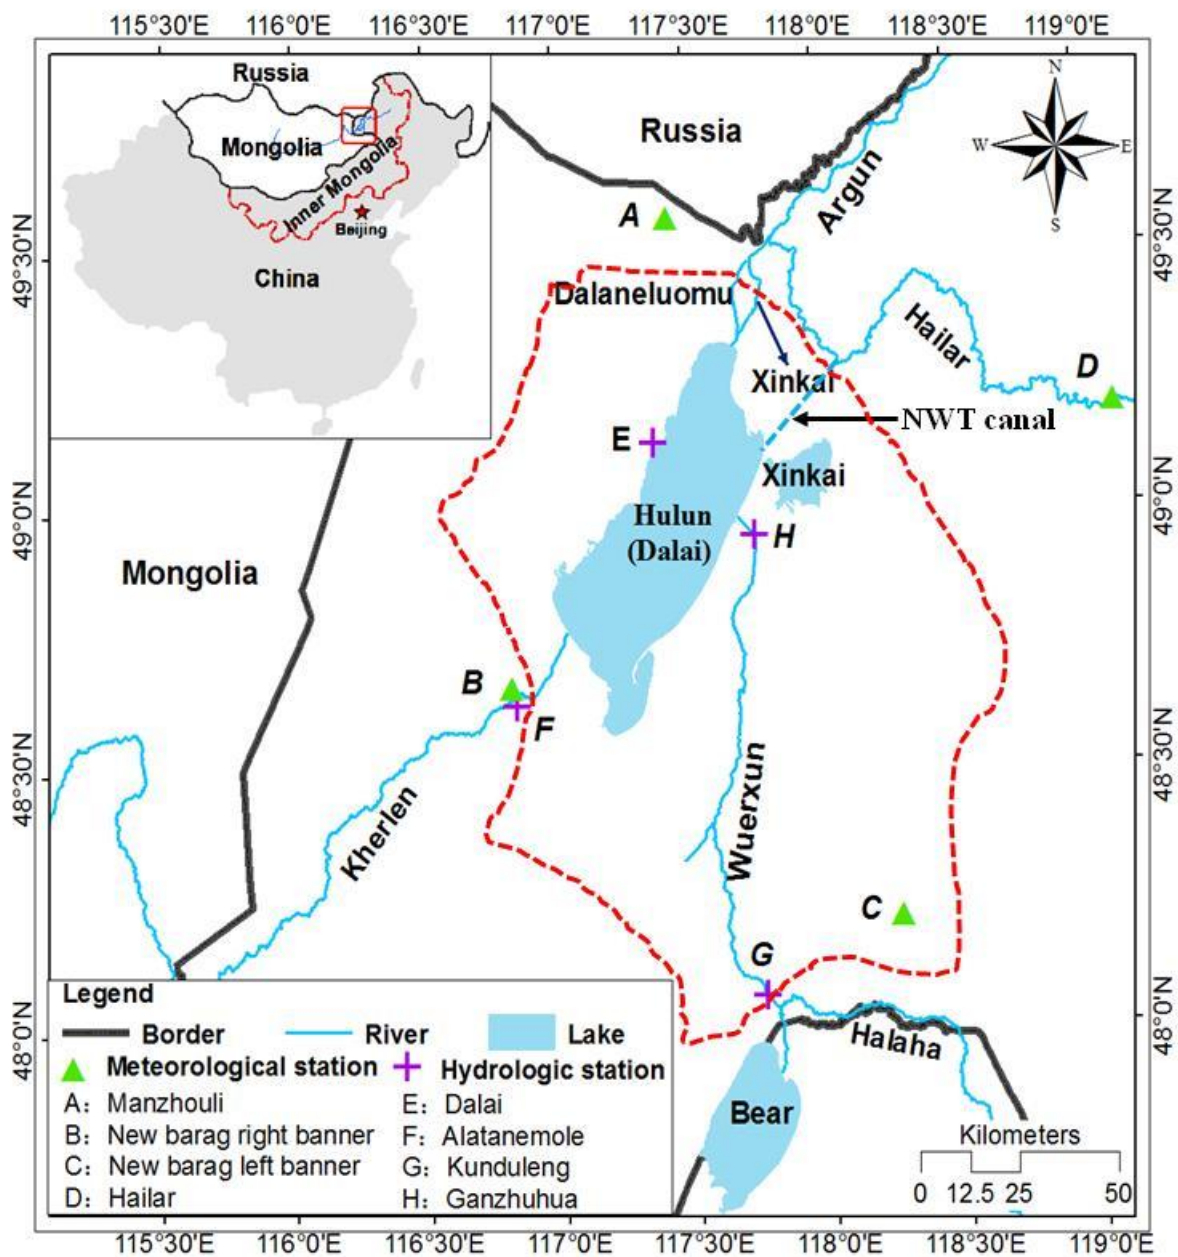 115°30'E 116°0'E 116°30'E 117°0'E 117°30'E 118°0'E 118°30'E 119°0'E
Russia
Mongolia
Inner Mongolia
Beijing
China
Russia
N
W
E
S
A
Argun
49°30'N
49°30'N
Dalaneluomu
Hailar
D
Xinkai
NWT canal
E
Xinkai
49°0'N
49°0'N
Hulun
(Dalai)
H
Mongolia
B
F
48°30'N
48°30'N
Kherlen
Wuerxun
C
G
48°0'N
48°0'N
Halaha
Bear
Legend
Border
River
Lake
Meteorological station
Hydrologic station
A: Manzhouli
E: Dalai
B: New barag right banner
F: Alatanemole
C: New barag left banner
G: Kunduleng
D: Hailar
H: Ganzhuhua
Kilometers
0 12.5 25 50
115°30'E 116°0'E 116°30'E 117°0'E 117°30'E 118°0'E 118°30'E 119°0'E